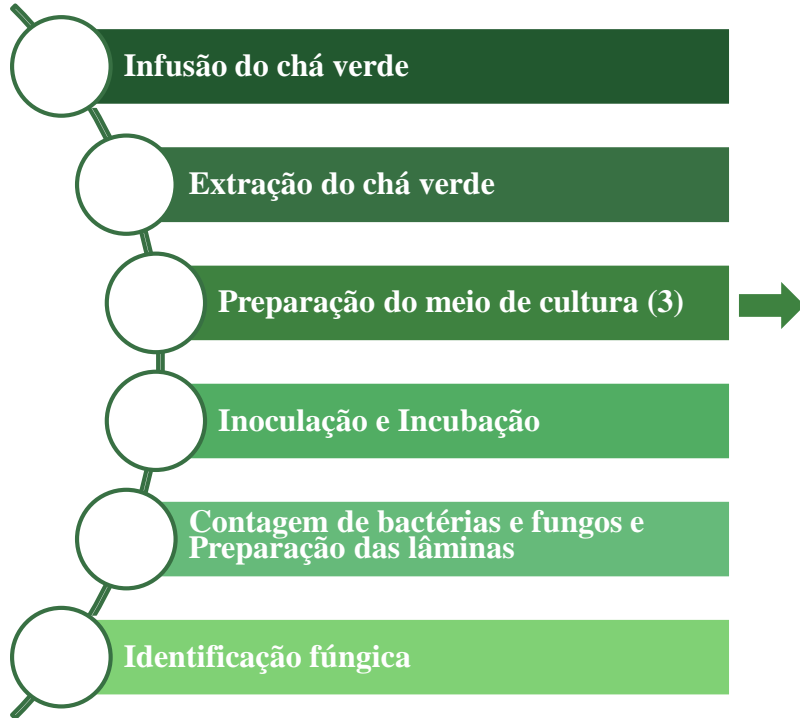 Infusão do chá verde
Extração do chá verde
Preparação do meio de cultura (3)
Inoculação e Incubação
Contagem de bactérias e fungos e
Preparação das lâminas
Identificação fúngica